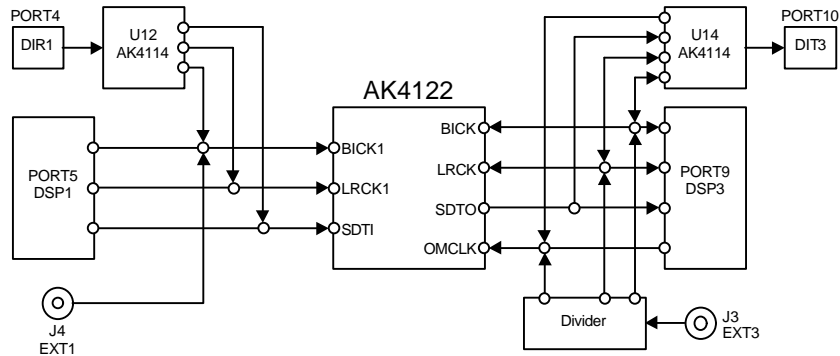 PORT4
DIR1
U12
AK4114
U14
AK4114
PORT10
DIT3
AK4122
PORT5
DSP1
BICK1
LRCK1
SDTI
BICK
LRCK
SDTO
OMCLK
PORT9
DSP3
J4
EXT1
Divider
J3
EXT3